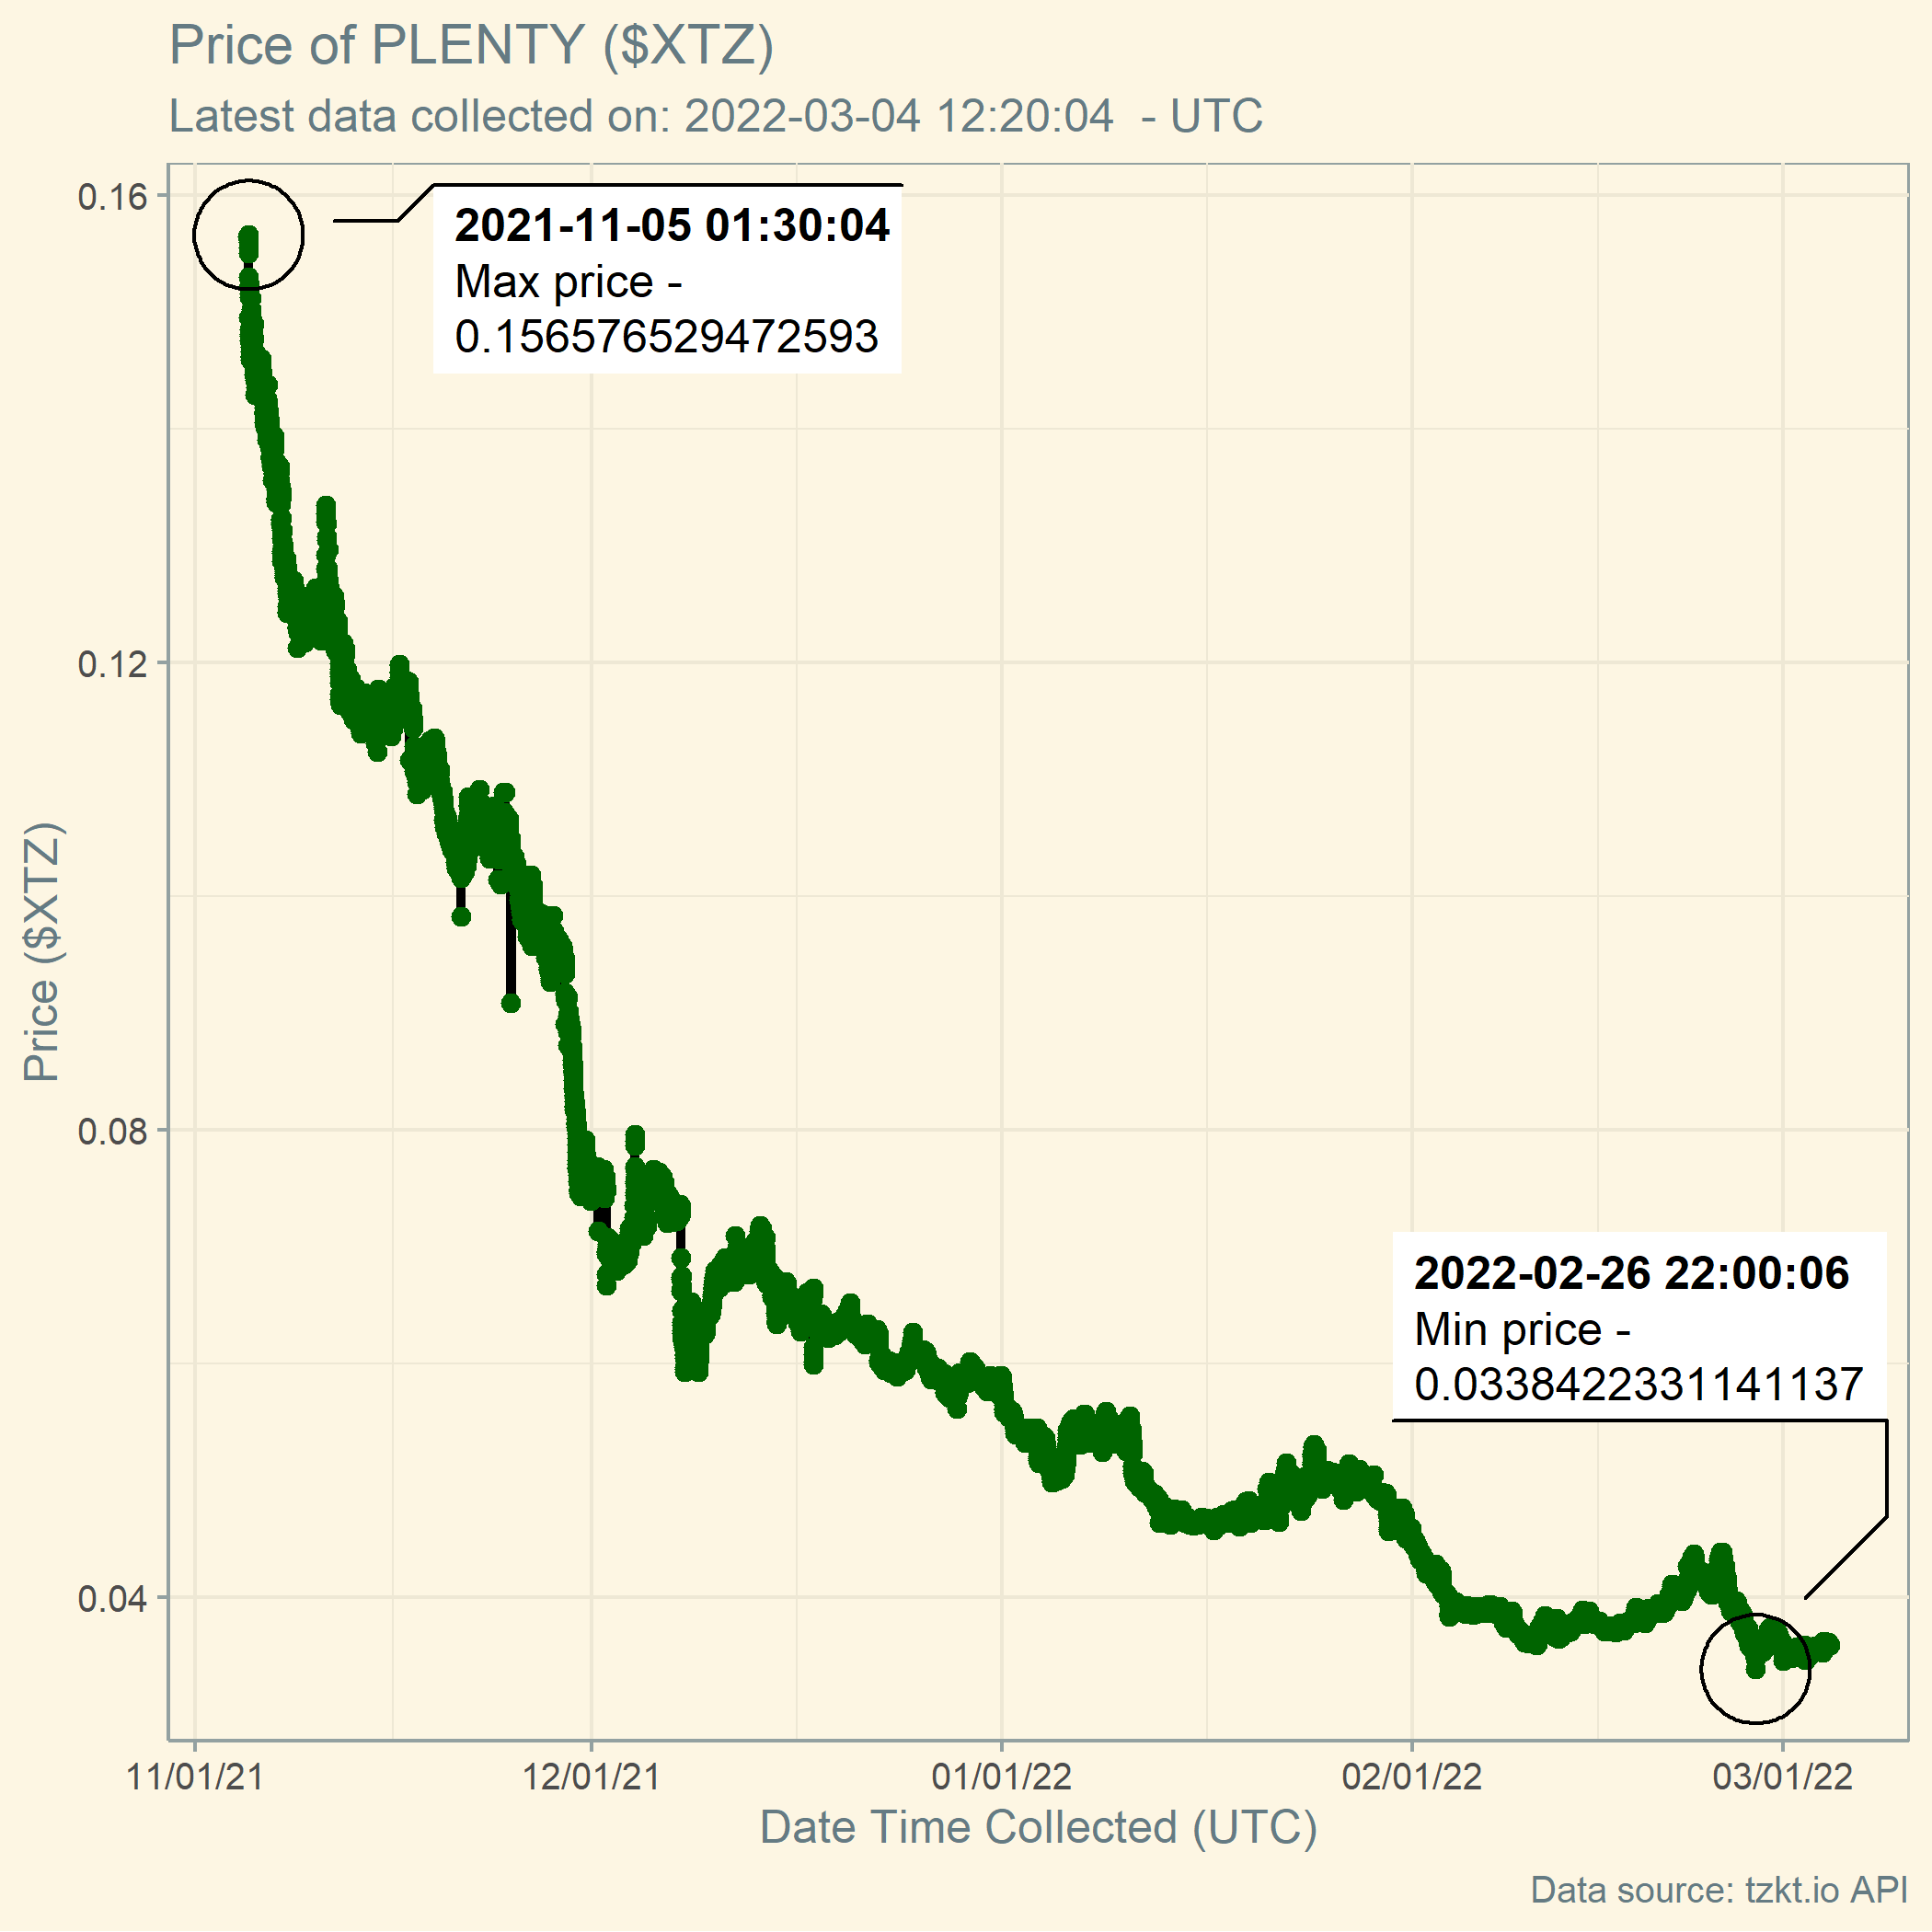 Price of PLENTY ($XTZ)
Latest data collected on: 2022-03-04 12:20:04  - UTC
0.16
0.12
0.08
0.04
Price ($XTZ)
2021-11-05 01:30:04
Max price -
0.156576529472593
2022-02-26 22:00:06
Min price -
0.0338422331141137
11/01/21
12/01/21
01/01/22
02/01/22
03/01/22
Date Time Collected (UTC)
Data source: tzkt.io API